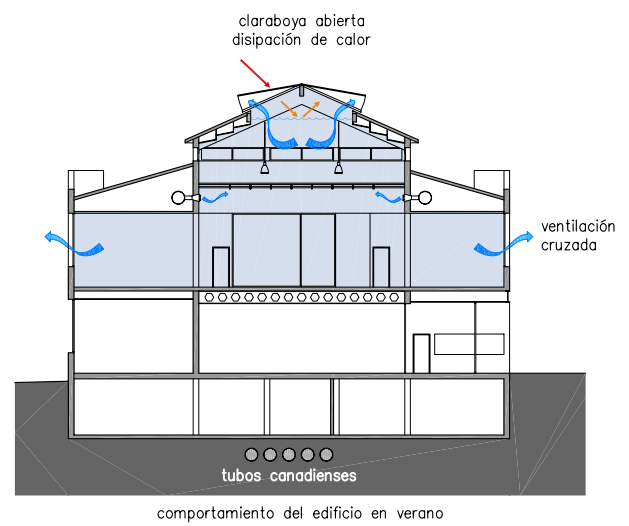 claraboya abierta
disipación de calor
ventilación
cruzada
tubos canadienses
comportamiento del edificio en verano